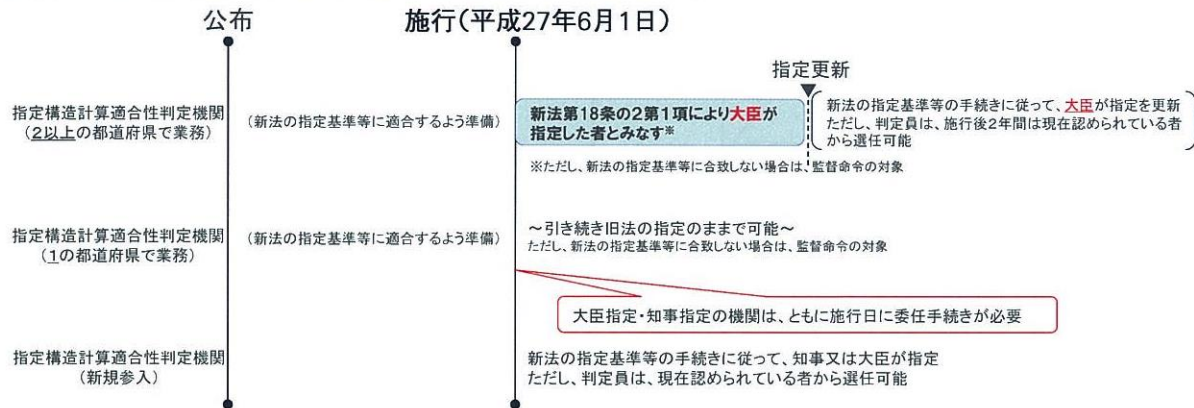 公布
施行(平成27年6月1日)
指定更新
指定構造計算適合性判定機関
(2以上の都道府県で業務)
(新法の指定基準等に適合するよう準備)
新法第18条の2第1項により大臣が
指定した者とみなす※
新法の指定基準等の手続きに従って、大臣が指定を更新
ただし、判定員は、施行後2年間は現在認められている者
から選任可能
※ただし、新法の指定基準等に合致しない場合は、監督命令の対象
指定構造計算適合性判定機関
(1の都道府県で業務)
(新法の指定基準等に適合するよう準備)
～引き続き旧法の指定のままで可能～
ただし、新法の指定基準等に合致しない場合は、監督命令の対象
大臣指定・知事指定の機関は、ともに施行日に委任手続きが必要
指定構造計算適合性判定機関
(新規参入)
新法の指定基準等の手続きに従って、知事又は大臣が指定
ただし、判定員は、現在認められている者から選任可能